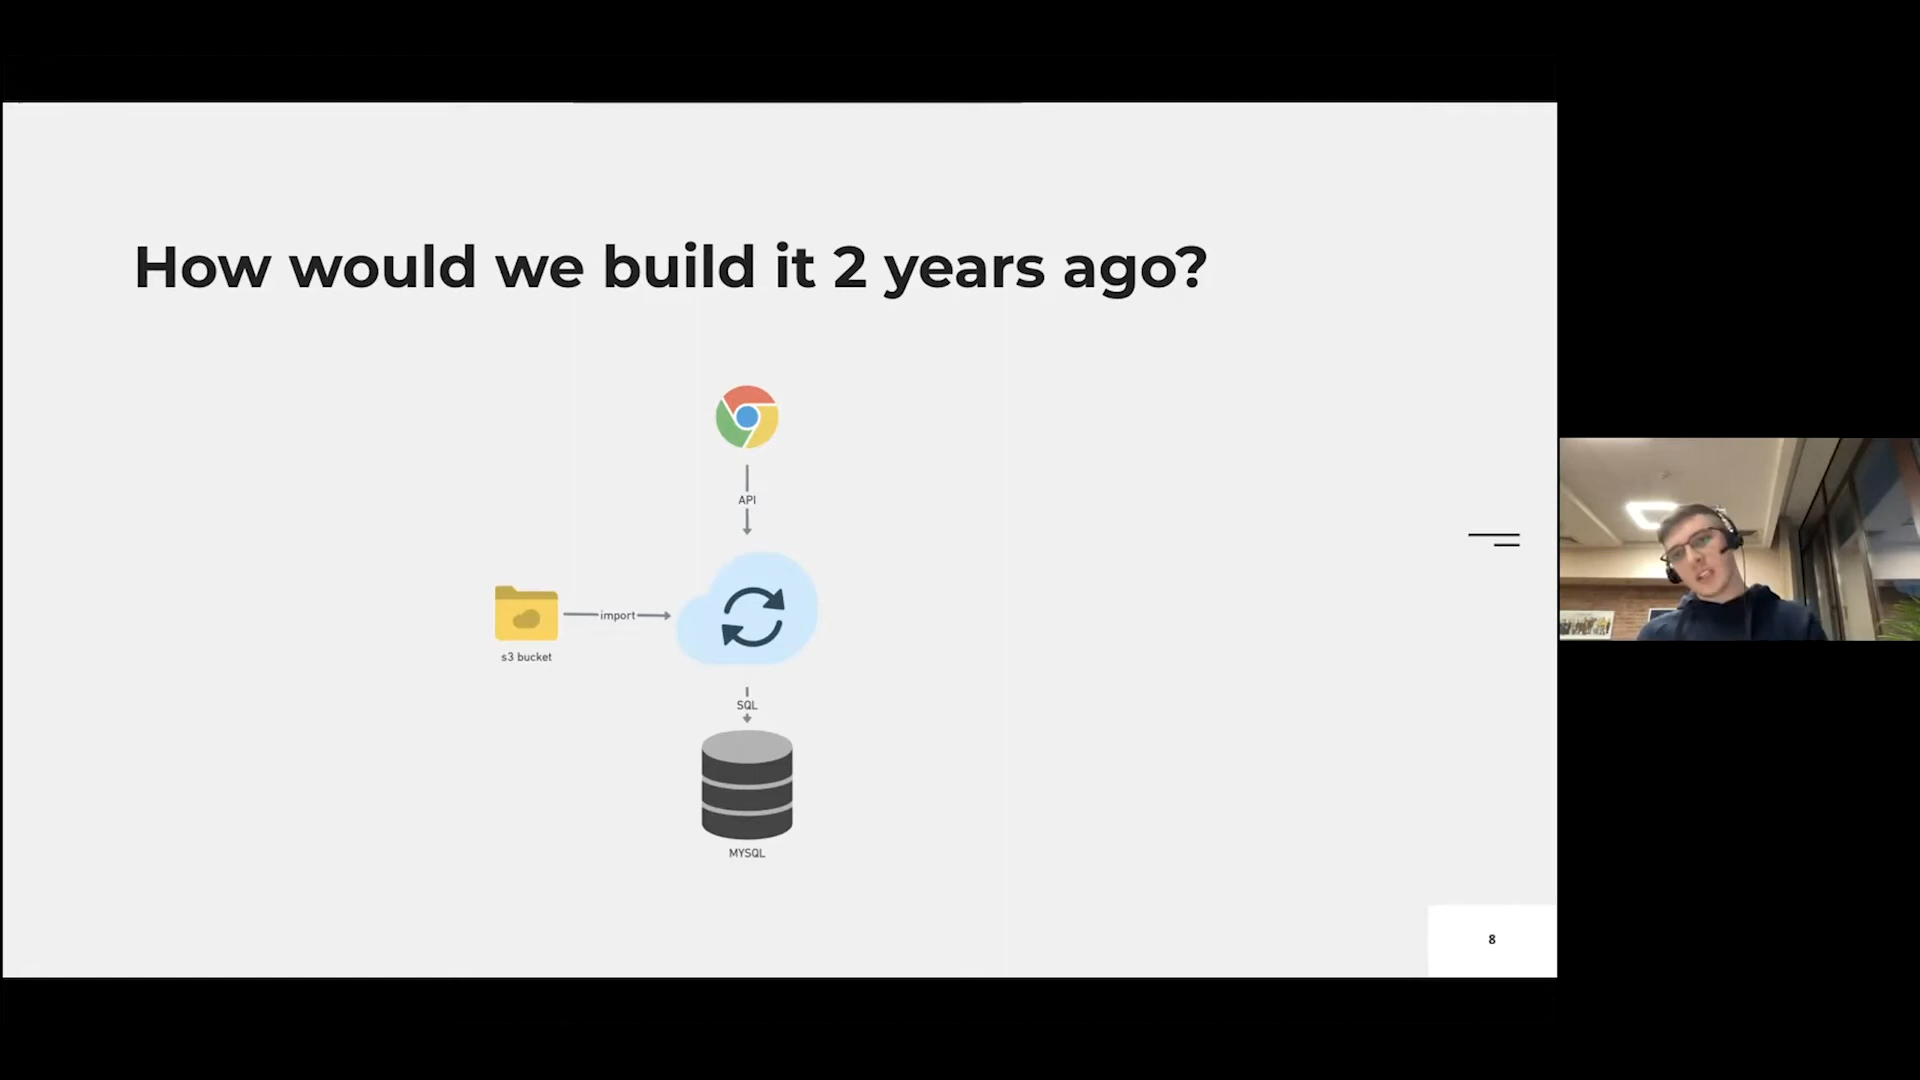 How would we build it 2 years ago?
API
import
s3 bucket
SQL
MYSQL
8